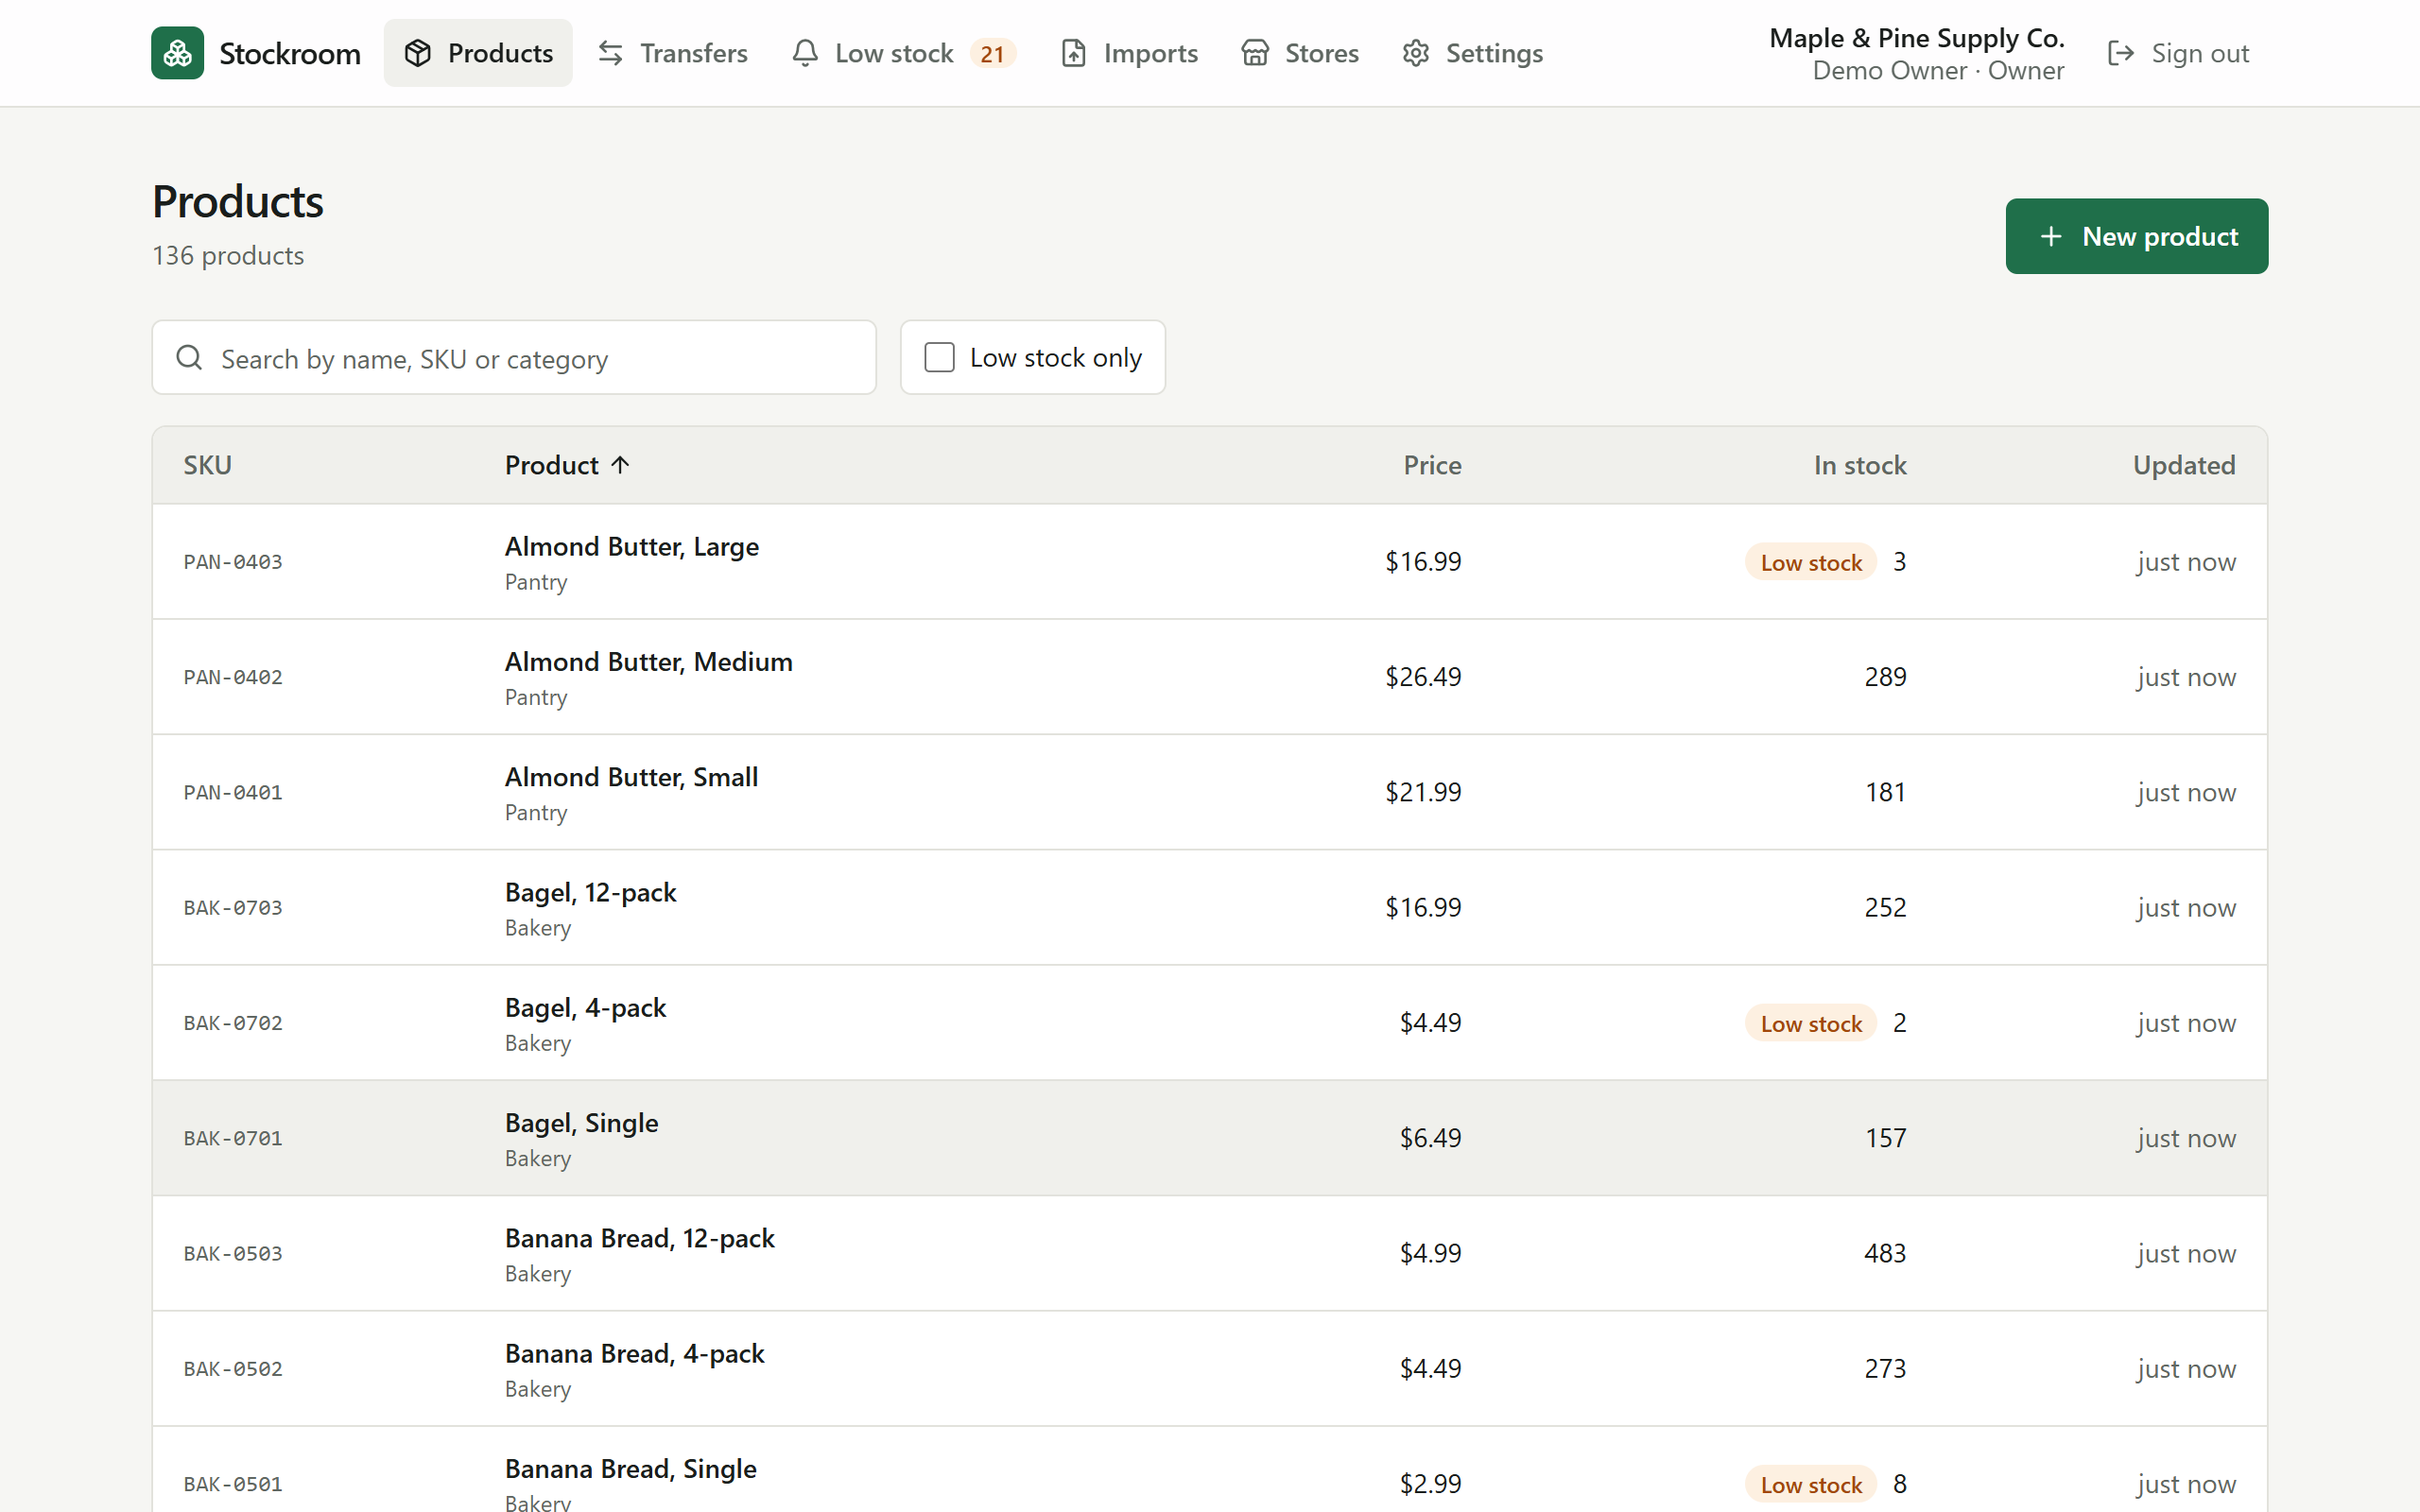 Stockroom
Products
Transfers
Low stock 21
Imports
Stores
Settings
Maple & Pine Supply Co.
Demo Owner · Owner
Sign out
Products
136 products
New product
Search by name, SKU or category
Low stock only
SKU Product Price In stock Updated
PAN-0403 Almond Butter, Large $16.99 Low stock 3 just now
Pantry
PAN-0402 Almond Butter, Medium $26.49 289 just now
Pantry
PAN-0401 Almond Butter, Small $21.99 181 just now
Pantry
BAK-0703 Bagel, 12-pack $16.99 252 just now
Bakery
BAK-0702 Bagel, 4-pack $4.49 Low stock 2 just now
Bakery
BAK-0701 Bagel, Single $6.49 157 just now
Bakery
BAK-0503 Banana Bread, 12-pack $4.99 483 just now
Bakery
BAK-0502 Banana Bread, 4-pack $4.49 273 just now
Bakery
BAK-0501 Banana Bread, Single $2.99 Low stock 8 just now
Bakery